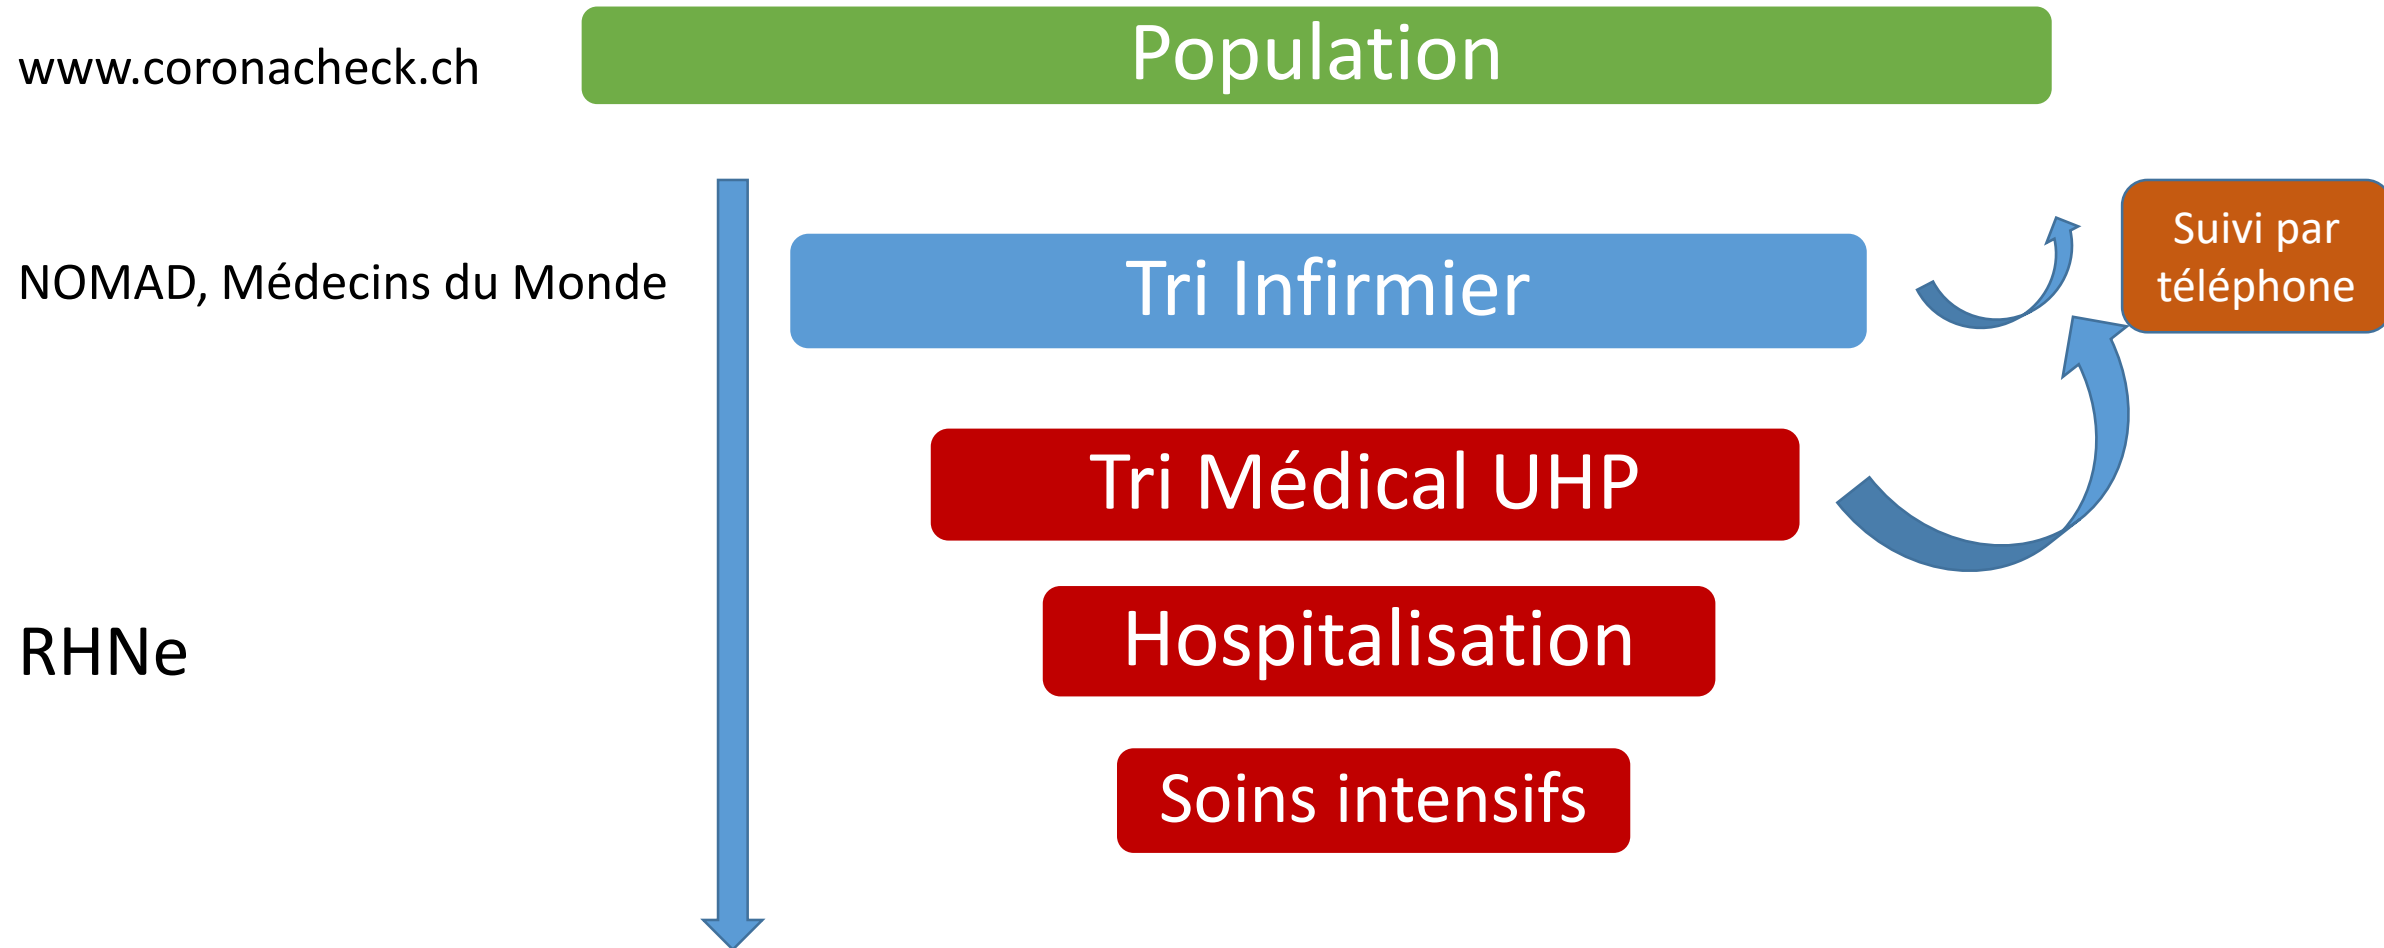 www.coronacheck.ch
Population
NOMAD, Médecins du Monde
Tri Infirmier
Suivi par
téléphone
Tri Médical UHP
RHNe
Hospitalisation
Soins intensifs